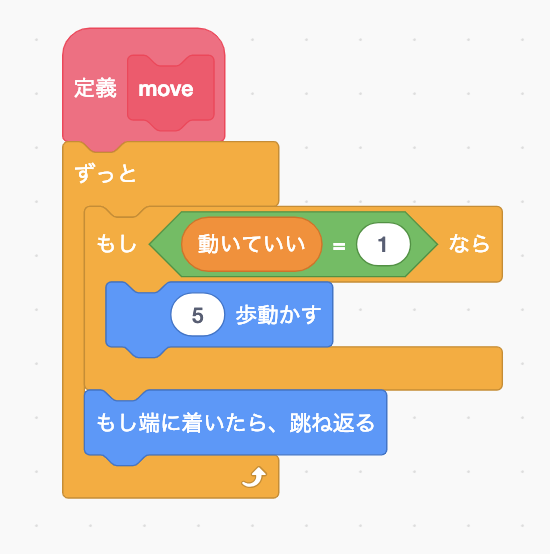 定義 move
ずっと
もし 動いていい = 1 なら
5 歩動かす
もし端に着いたら、跳ね返る